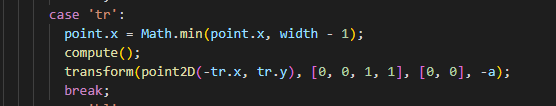 case 'tr':
point.x = Math.min(point.x, width - 1);
compute();
transform(point2D(-tr.x, tr.y), [0, 0, 1, 1], [0, 0], -a);
break;